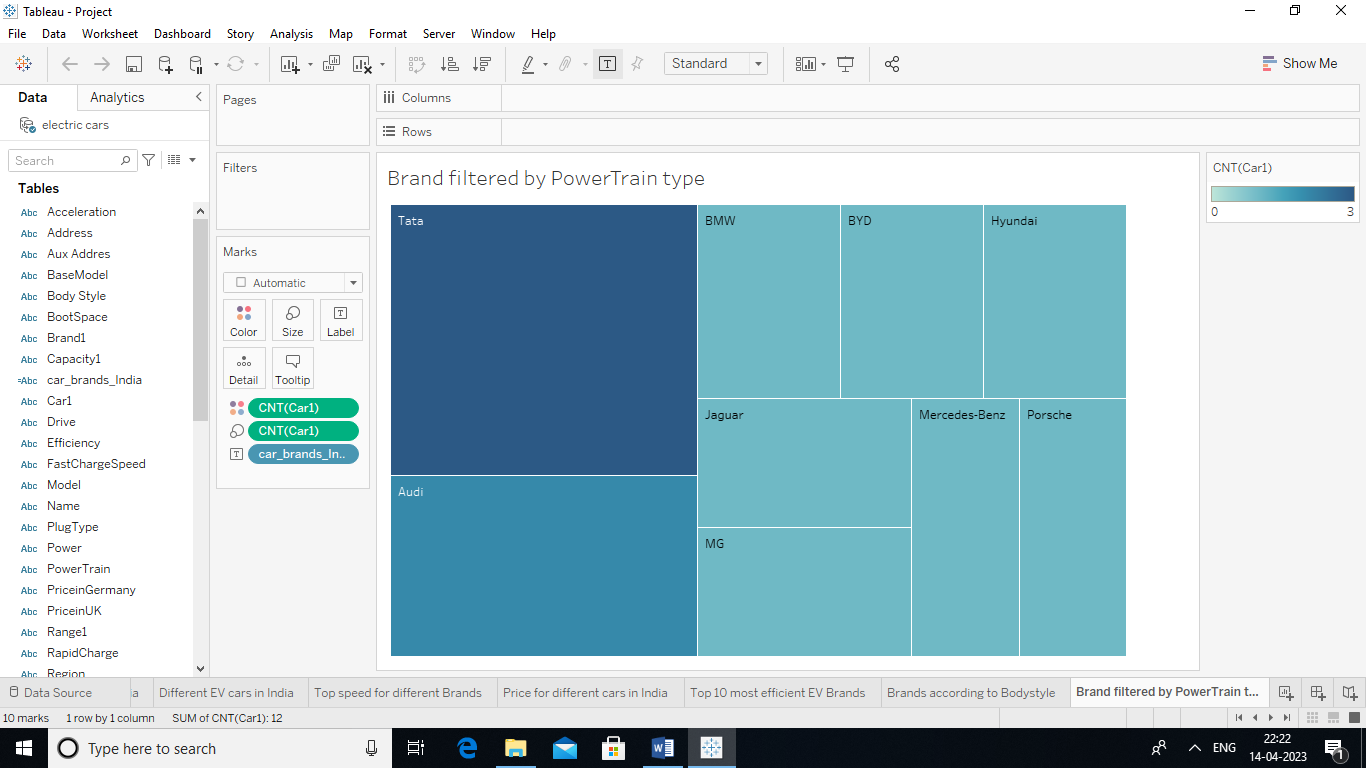 Tableau - Project
File Data Worksheet Dashboard Story Analysis Map Format Server Window Help
Standard
Show Me
Data Analytics
electric cars
Search
Tables
Abc Acceleration
Abc Address
Abc Aux Addres
Abc BaseModel
Abc Body Style
Abc BootSpace
Abc Brand1
Abc Capacity1
=Abc car_brands_India
Abc Car1
Abc Drive
Abc Efficiency
Abc FastChargeSpeed
Abc Model
Abc Name
Abc PlugType
Abc Power
Abc PowerTrain
Abc PriceinGermany
Abc PriceinUK
Abc Range1
Abc RapidCharge
Abc Region
Pages
Filters
Marks
Automatic
Color Size Label
Detail Tooltip
CNT(Car1)
CNT(Car1)
car_brands_In..
Columns
Rows
Brand filtered by PowerTrain type
Tata BMW BYD Hyundai
Jaguar Mercedes-Benz Porsche
Audi
MG
CNT(Car1)
0 3
Data Source ia Different EV cars in India Top speed for different Brands Price for different cars in India Top 10 most efficient EV Brands Brands according to Bodystyle Brand filtered by PowerTrain t...
10 marks 1 row by 1 column SUM of CNT(Car1): 12
Type here to search
ENG
22:22
14-04-2023
1